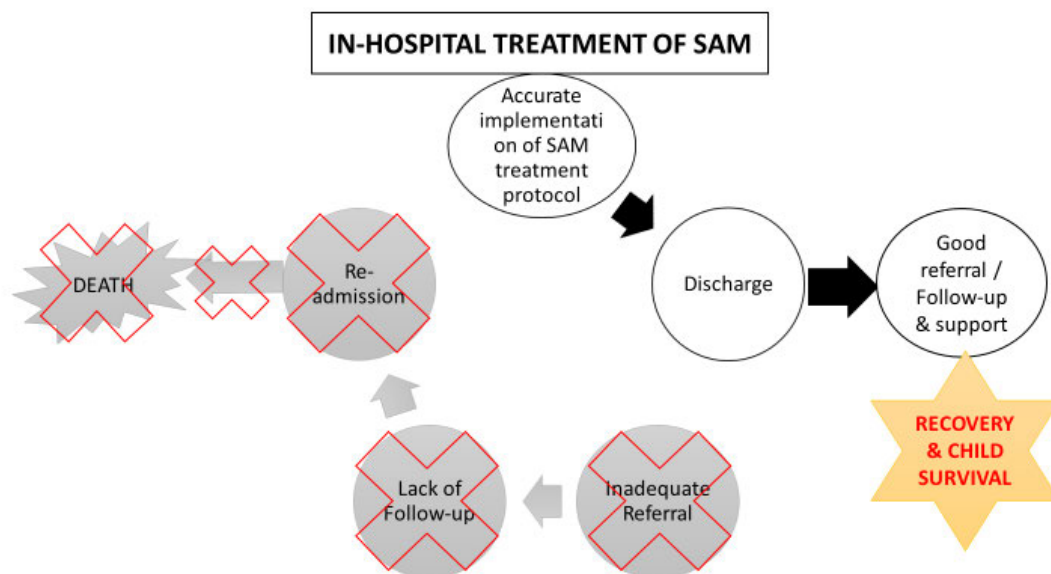 IN-HOSPITAL TREATMENT OF SAM
Accurate
implementati
on of SAM
treatment
protocol
Discharge
Good
referral /
Follow-up
& support
RECOVERY
& CHILD
SURVIVAL
Inadequate
Referral
Lack of
Follow-up
Re-
admission
DEATH